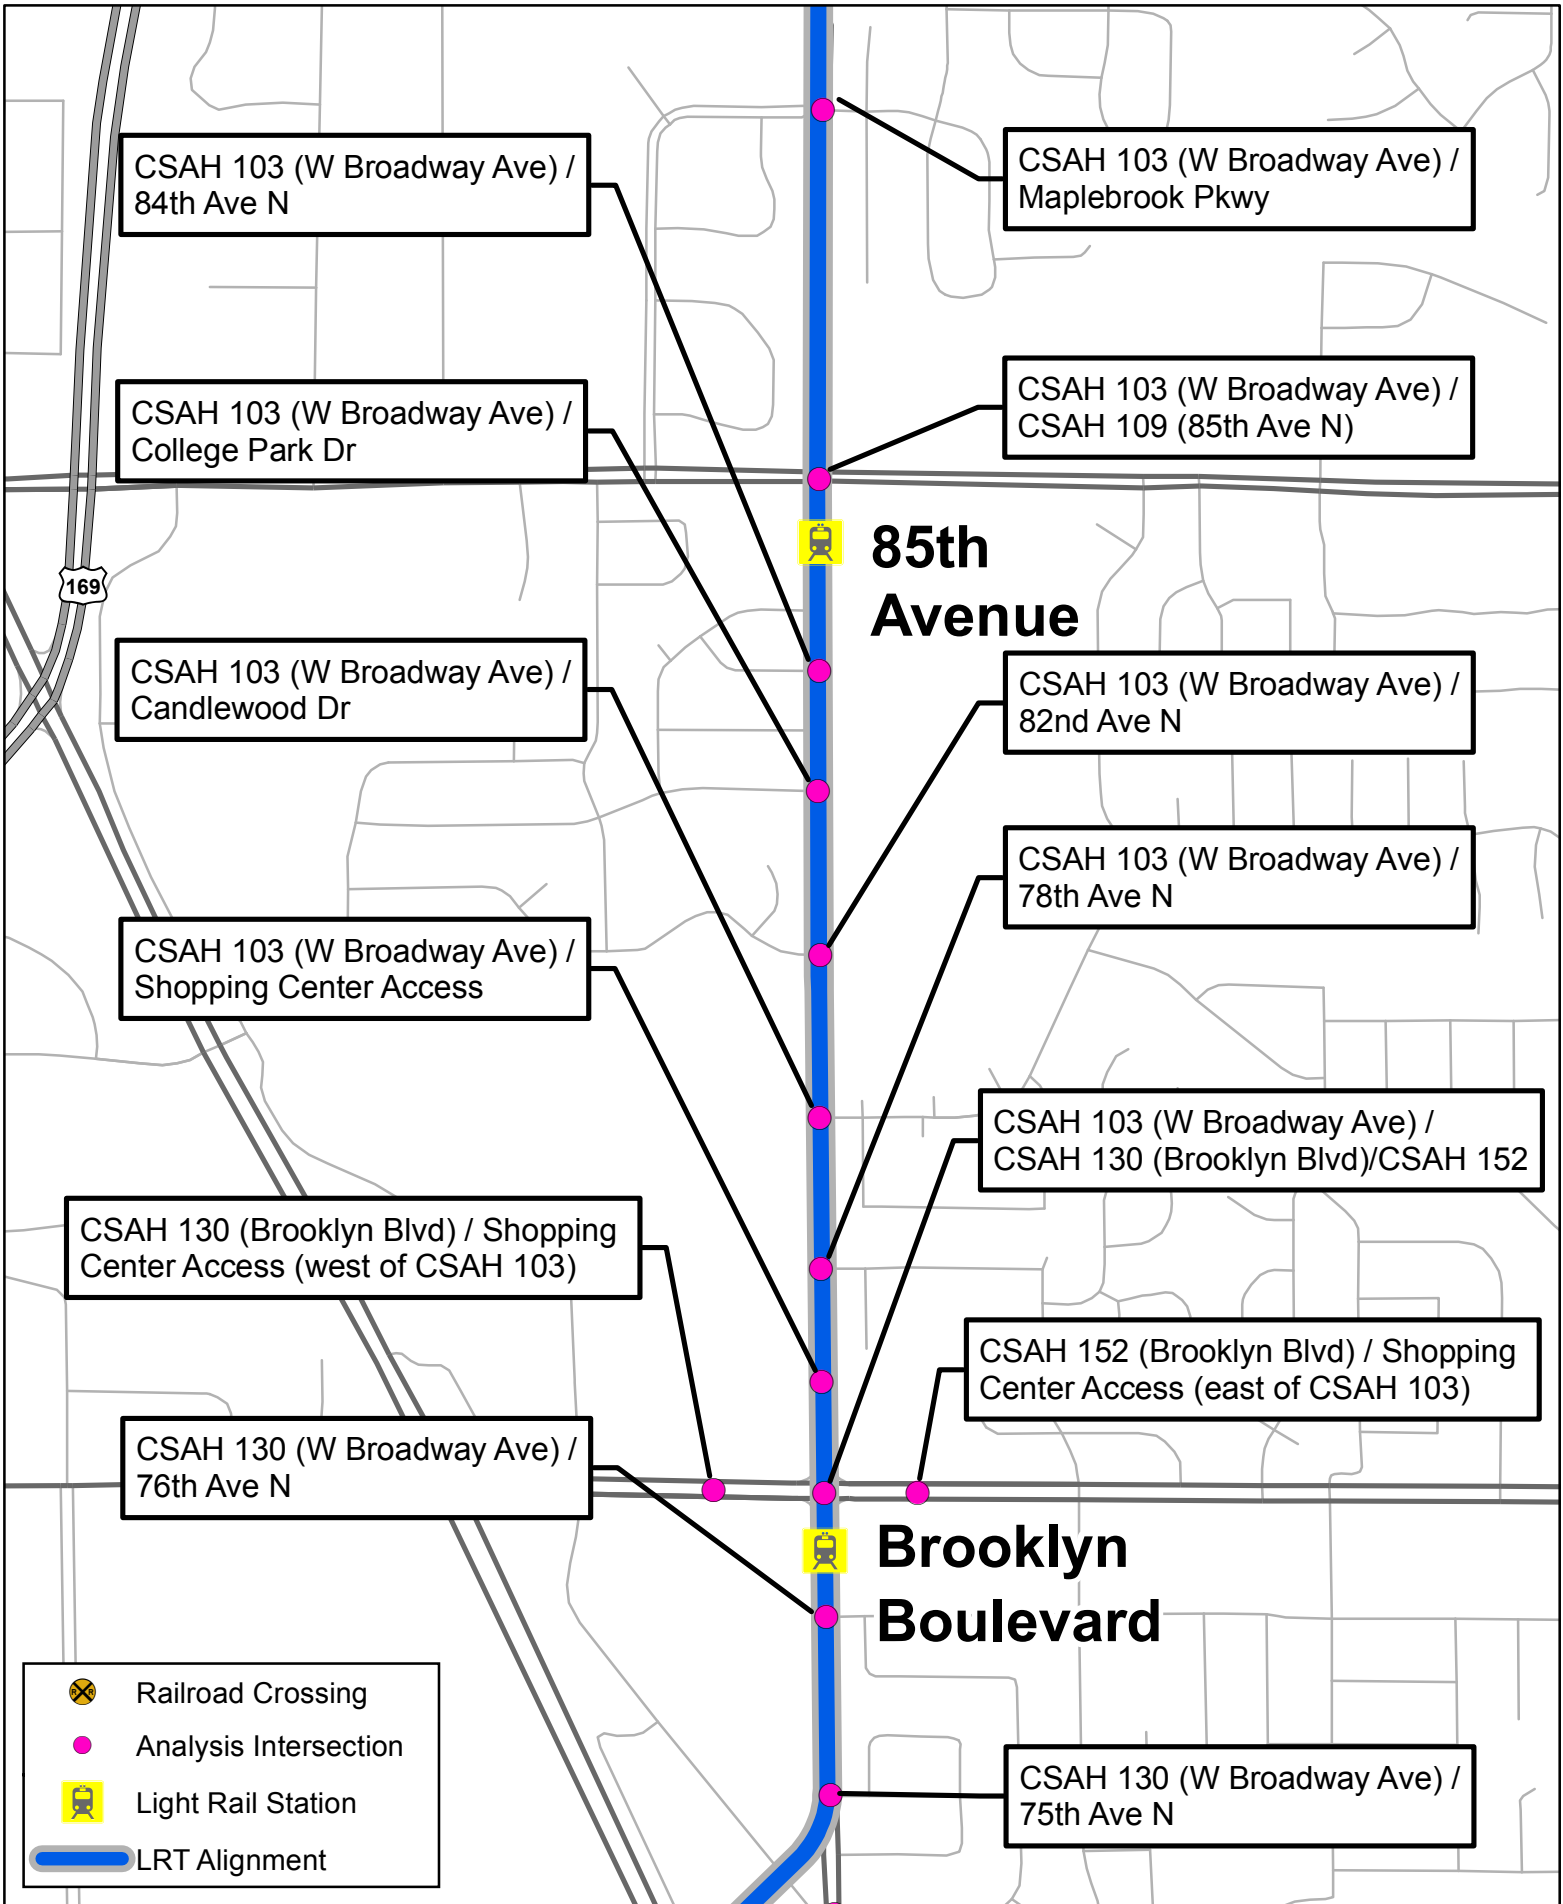 CSAH 103 (W Broadway Ave) /
84th Ave N
CSAH 103 (W Broadway Ave) /
Maplebrook Pkwy
CSAH 103 (W Broadway Ave) /
College Park Dr
CSAH 103 (W Broadway Ave) /
CSAH 109 (85th Ave N)
85th
Avenue
169
CSAH 103 (W Broadway Ave) /
Candlewood Dr
CSAH 103 (W Broadway Ave) /
82nd Ave N
CSAH 103 (W Broadway Ave) /
78th Ave N
CSAH 103 (W Broadway Ave) /
Shopping Center Access
CSAH 103 (W Broadway Ave) /
CSAH 130 (Brooklyn Blvd)/CSAH 152
CSAH 130 (Brooklyn Blvd) / Shopping
Center Access (west of CSAH 103)
CSAH 152 (Brooklyn Blvd) / Shopping
Center Access (east of CSAH 103)
CSAH 130 (W Broadway Ave) /
76th Ave N
Brooklyn
Boulevard
CSAH 130 (W Broadway Ave) /
75th Ave N
Railroad Crossing
Analysis Intersection
Light Rail Station
LRT Alignment